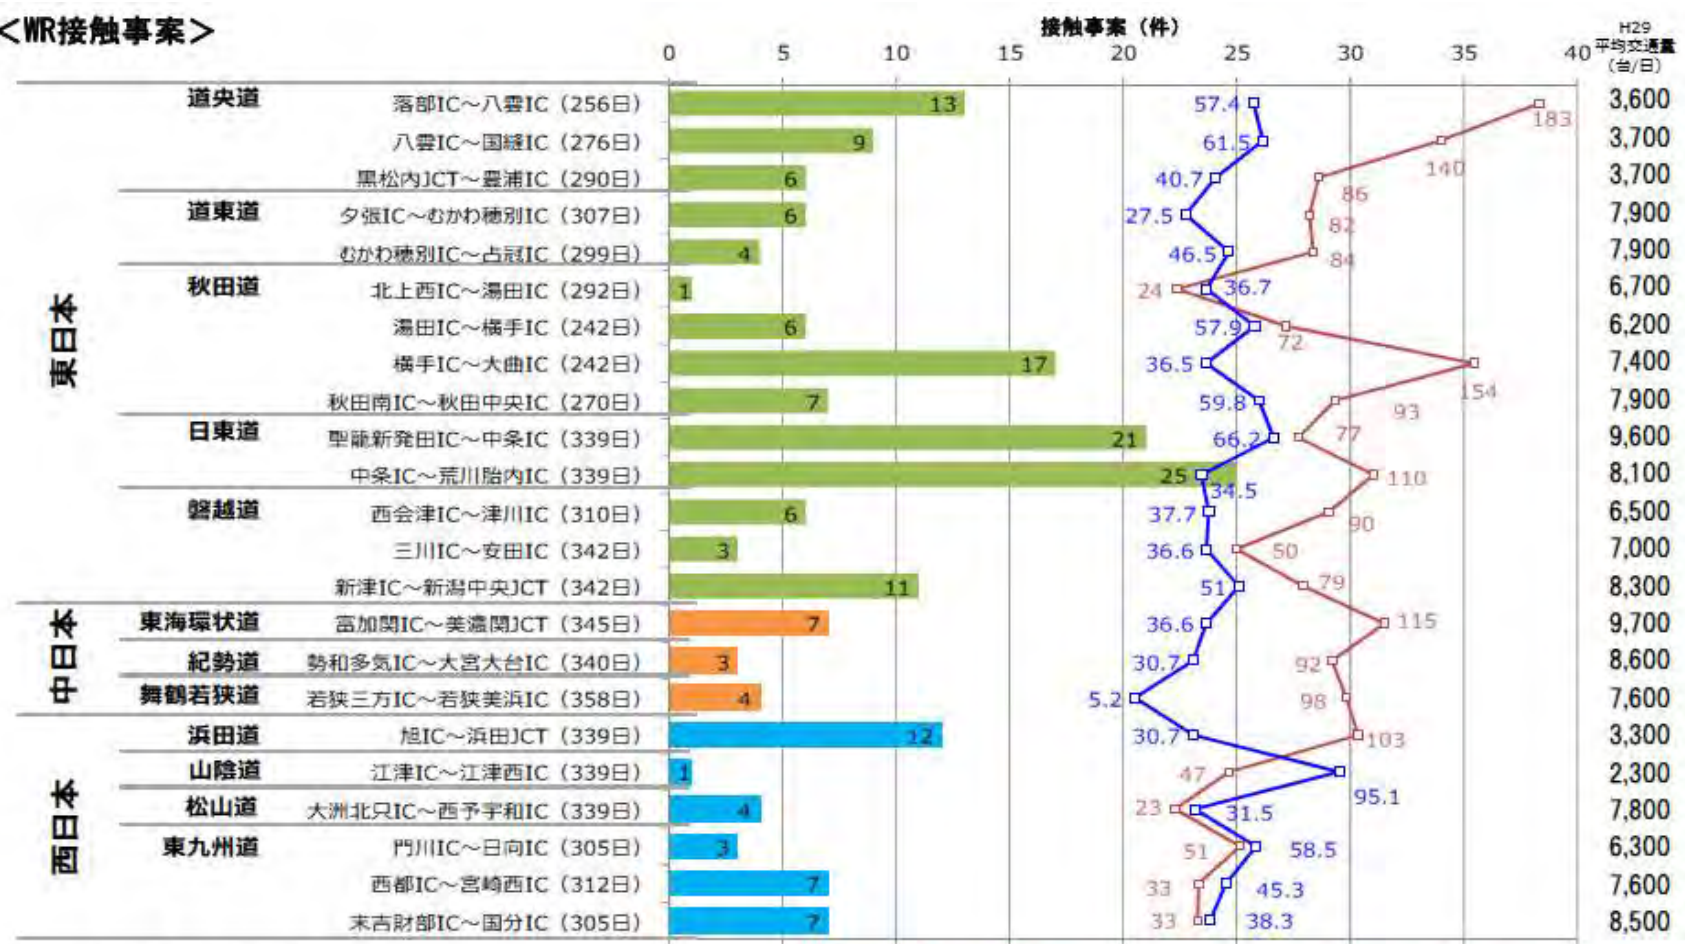 <WR接触事案>
接触事案（件）
H29
平均交通量
（台/日）
0 5 10 15 20 25 30 35 40
東日本
道央道 落部IC～八雲IC（256日） 13 57.4 183 3,600
八雲IC～国縫IC（276日） 9 61.5 140 3,700
黒松内JCT～豊浦IC（290日） 6 40.7 86 3,700
道東道 夕張IC～むかわ穂別IC（307日） 6 27.5 82 7,900
むかわ穂別IC～占冠IC（299日） 4 46.5 84 7,900
秋田道 北上西IC～湯田IC（292日） 1 24 36.7 6,700
湯田IC～横手IC（242日） 6 57.9 72 6,200
横手IC～大曲IC（242日） 17 36.5 154 7,400
秋田南IC～秋田中央IC（270日） 7 59.8 93 7,900
日東道 聖籠新発田IC～中条IC（339日） 21 66.2 77 9,600
中条IC～荒川胎内IC（339日） 25 34.5 110 8,100
磐越道 西会津IC～津川IC（310日） 6 37.7 90 6,500
三川IC～安田IC（342日） 3 36.6 50 7,000
新津IC～新潟中央JCT（342日） 11 51 79 8,300
中日本
東海環状道 富加関IC～美濃関JCT（345日） 7 36.6 115 9,700
紀勢道 勢和多気IC～大宮大台IC（340日） 3 30.7 92 8,600
舞鶴若狭道 若狭三方IC～若狭美浜IC（358日） 4 5.2 98 7,600
西日本
浜田道 旭IC～浜田JCT（339日） 12 30.7 103 3,300
山陰道 江津IC～江津西IC（339日） 1 47 95.1 2,300
松山道 大洲北只IC～西予宇和IC（339日） 4 23 31.5 7,800
東九州道 門川IC～日向IC（305日） 3 51 58.5 6,300
西都IC～宮崎西IC（312日） 7 33 45.3 7,600
末吉財部IC～国分IC（305日） 7 33 38.3 8,500